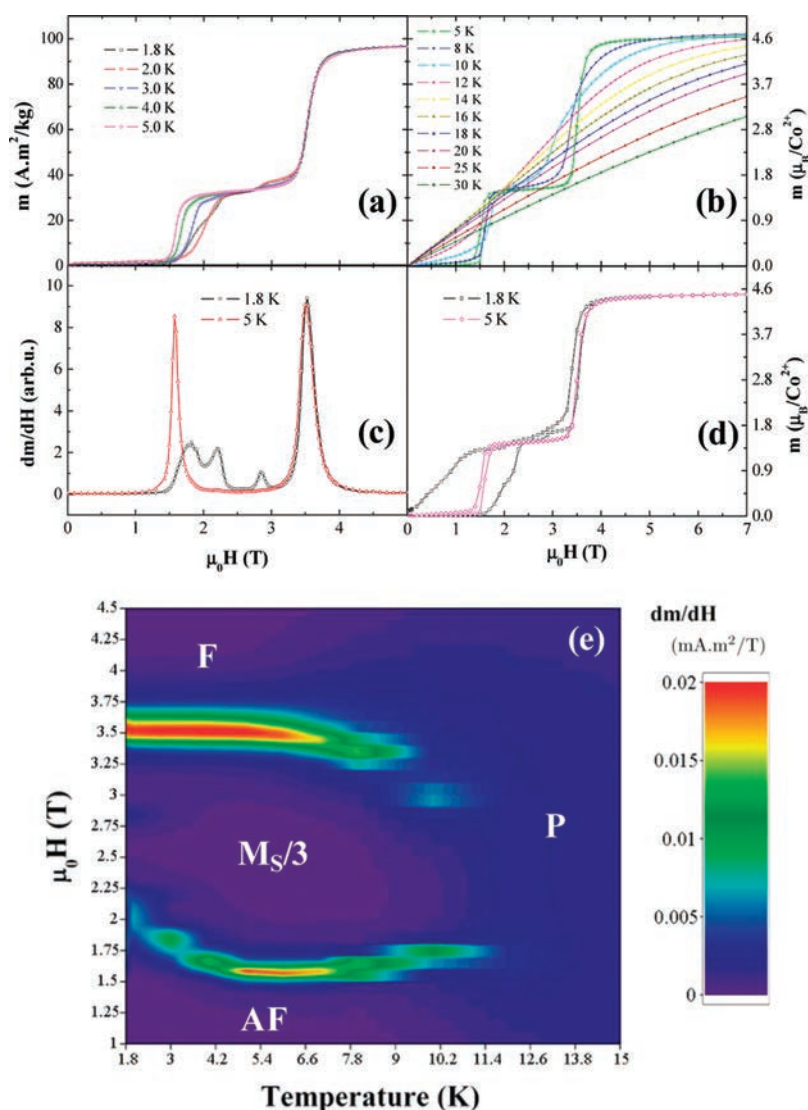 m (A.m²/kg)
100
80
60
40
20
0
1.8 K
2.0 K
3.0 K
4.0 K
5.0 K
(a)
5 K
8 K
10 K
12 K
14 K
16 K
18 K
20 K
25 K
30 K
(b)
4.6
3.7
2.8
1.9
0.9
0.0
m (μB/Co²⁺)
dm/dH (arb.u.)
10
8
6
4
2
0
1.8 K
5 K
(c)
0 1 2 3 4
μ₀H (T)
1.8 K
5 K
(d)
4.6
3.7
2.8
1.9
0.9
0.0
m (μB/Co²⁺)
0 1 2 3 4 5 6 7
μ₀H (T)
μ₀H (T)
4.5
4.25
4
3.75
3.5
3.25
3
2.75
2.5
2.25
2
1.75
1.5
1.25
1
F
(e)
MS/3
P
AF
1.8 3 4.2 5.4 6.6 7.8 9 10.2 11.4 12.6 13.8 15
Temperature (K)
dm/dH
(mA.m²/T)
0.02
0.015
0.01
0.005
0